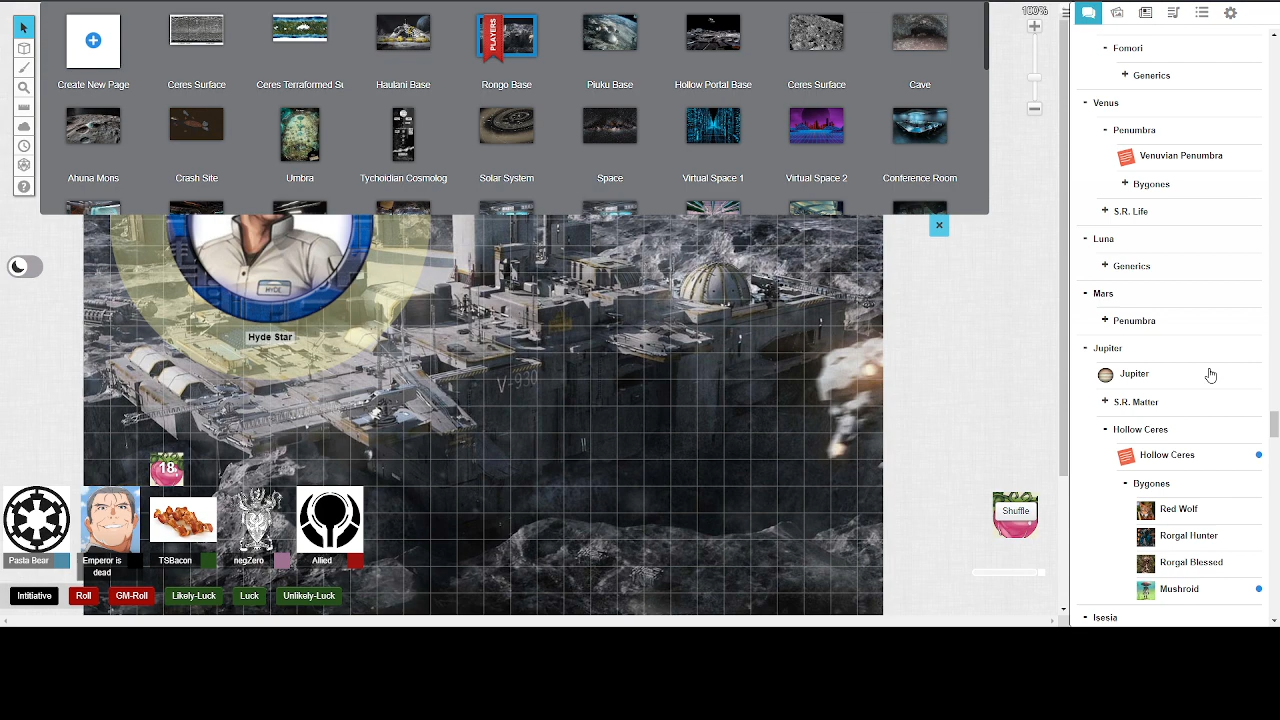 100%
PLAYERS
Create New Page
Ceres Surface
Ceres Terraformed Su
Haulani Base
Rongo Base
Piuku Base
Hollow Portal Base
Ceres Surface
Cave
Ahuna Mons
Crash Site
Umbra
Tychoidian Cosmolog
Solar System
Space
Virtual Space 1
Virtual Space 2
Conference Room
HYDE
Hyde Star
V-930
18
Pasta Bear
Emperor is
dead
TSBacon
negZero
Allied
Intitiative
Roll
GM-Roll
Likely-Luck
Luck
Unlikely-Luck
Shuffle
Fomori
Generics
Venus
Penumbra
Venuvian Penumbra
Bygones
S.R. Life
Luna
Generics
Mars
Penumbra
Jupiter
Jupiter
S.R. Matter
Hollow Ceres
Hollow Ceres
Bygones
Red Wolf
Rorgal Hunter
Rorgal Blessed
Mushroid
Isesia